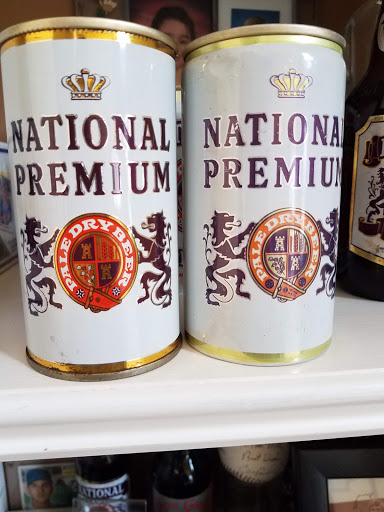 NATIONAL
PREMIUM
PALE DRY BEER
NATIONAL
PREMIUM
PALE DRY BEER
NATIONAL